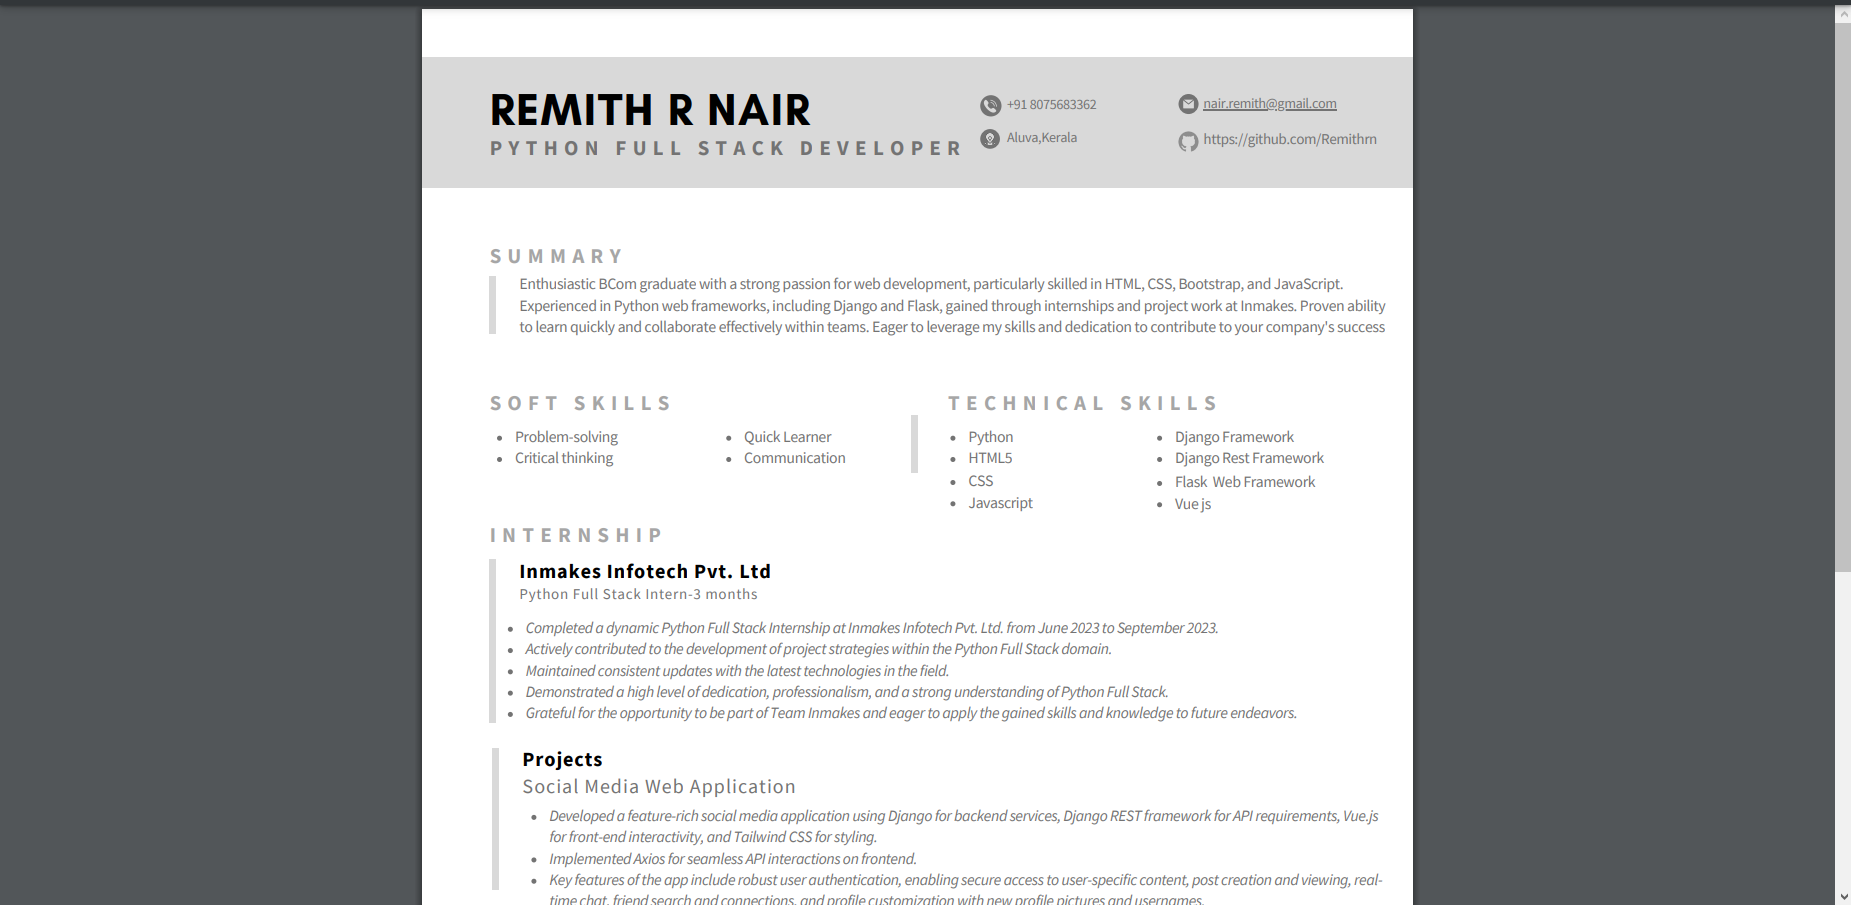 REMITH R NAIR
PYTHON FULL STACK DEVELOPER
+91 8075683362
nair.remith@gmail.com
Aluva,Kerala
https://github.com/Remithrn
SUMMARY
Enthusiastic BCom graduate with a strong passion for web development, particularly skilled in HTML, CSS, Bootstrap, and JavaScript.
Experienced in Python web frameworks, including Django and Flask, gained through internships and project work at Inmakes. Proven ability
to learn quickly and collaborate effectively within teams. Eager to leverage my skills and dedication to contribute to your company's success
SOFT SKILLS
• Problem-solving
• Critical thinking
• Quick Learner
• Communication
TECHNICAL SKILLS
• Python
• HTML5
• CSS
• Javascript
• Django Framework
• Django Rest Framework
• Flask Web Framework
• Vue js
INTERNSHIP
Inmakes Infotech Pvt. Ltd
Python Full Stack Intern-3 months
• Completed a dynamic Python Full Stack Internship at Inmakes Infotech Pvt. Ltd. from June 2023 to September 2023.
• Actively contributed to the development of project strategies within the Python Full Stack domain.
• Maintained consistent updates with the latest technologies in the field.
• Demonstrated a high level of dedication, professionalism, and a strong understanding of Python Full Stack.
• Grateful for the opportunity to be part of Team Inmakes and eager to apply the gained skills and knowledge to future endeavors.
Projects
Social Media Web Application
• Developed a feature-rich social media application using Django for backend services, Django REST framework for API requirements, Vue.js
for front-end interactivity, and Tailwind CSS for styling.
• Implemented Axios for seamless API interactions on frontend.
• Key features of the app include robust user authentication, enabling secure access to user-specific content, post creation and viewing, real-
time chat, friend search and connections, and profile customization with new profile pictures and usernames.